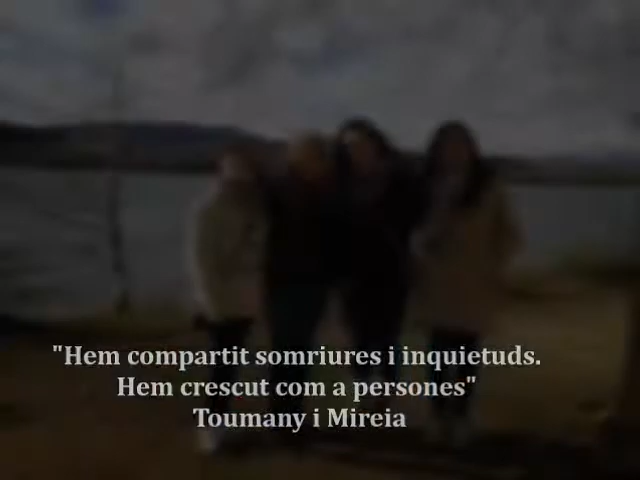 "Hem compartit somriures i inquietuds.
Hem crescut com a persones"
Toumany i Mireia